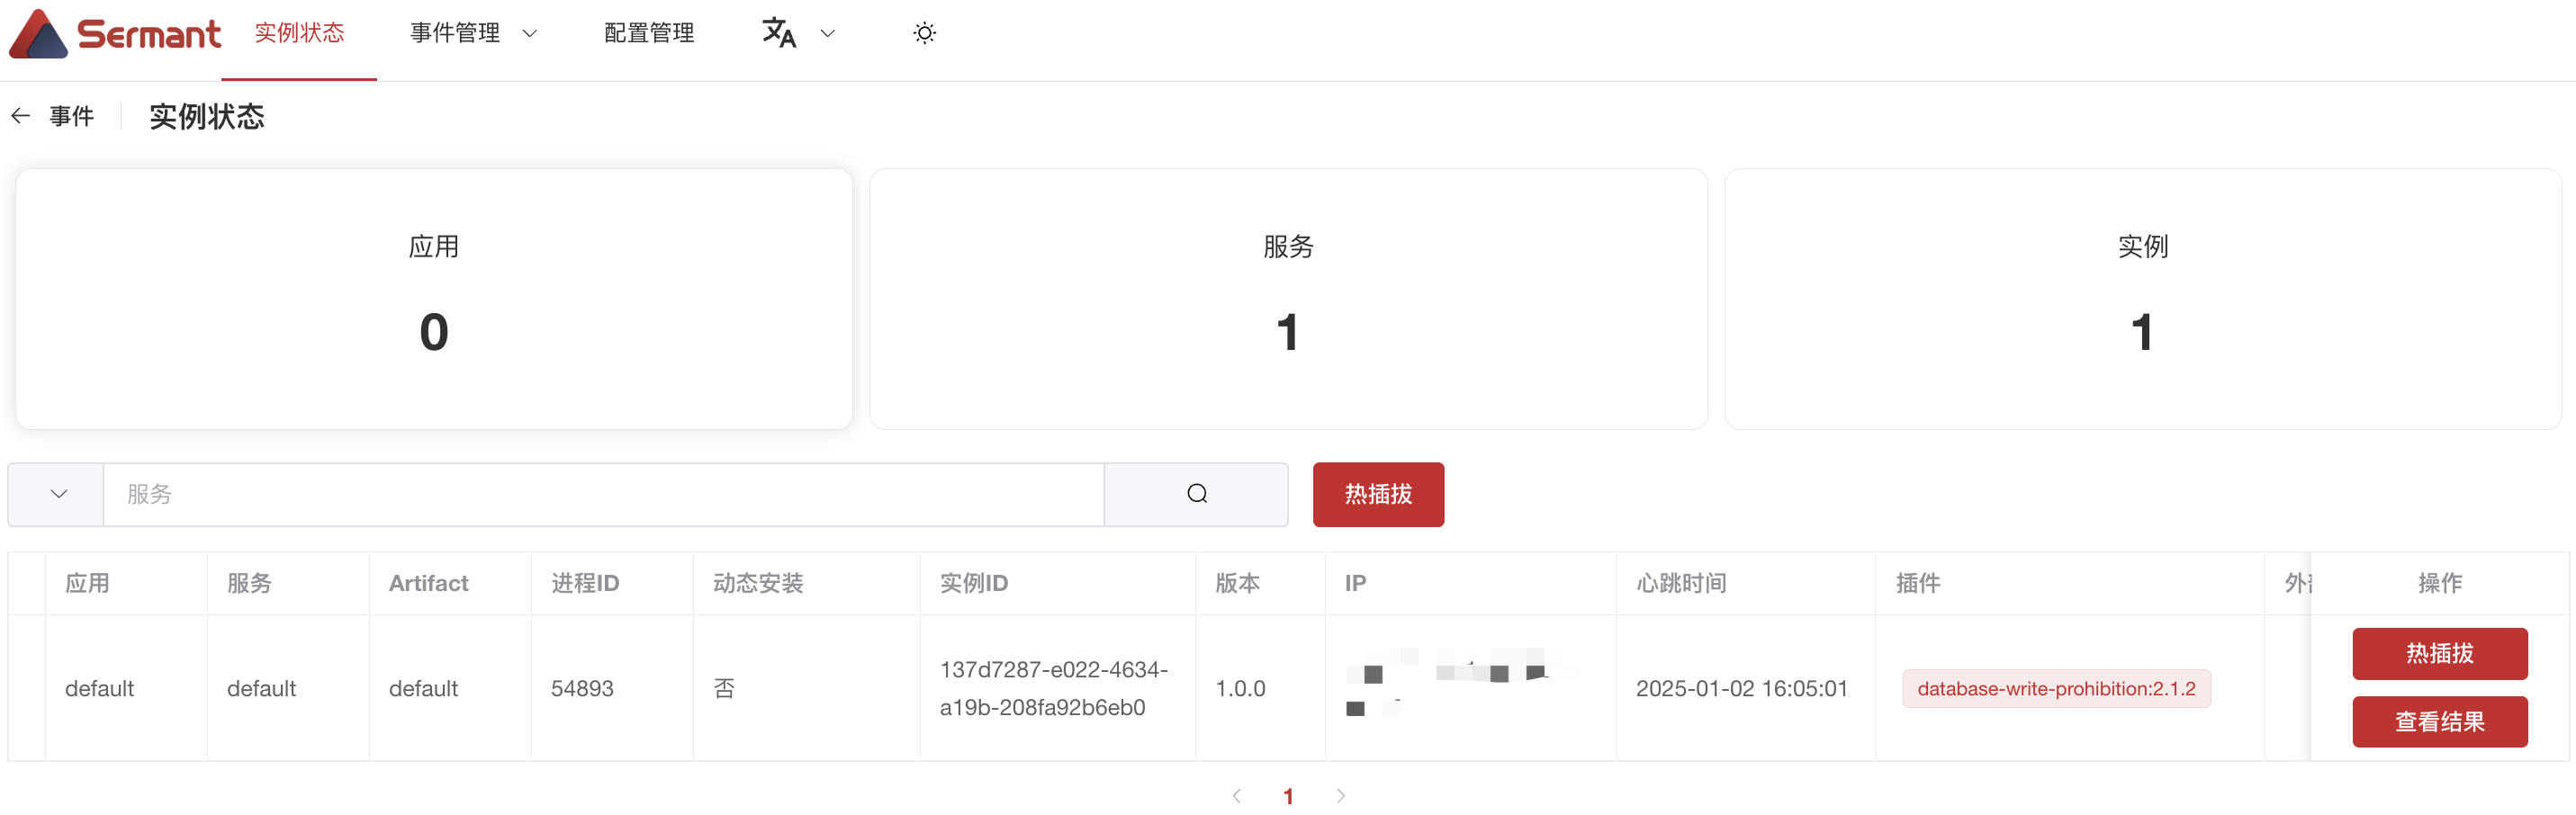 Sermant 实例状态 事件管理 配置管理
事件 实例状态
应用 服务 实例
0 1 1
服务 热插拔
应用 服务 Artifact 进程ID 动态安装 实例ID 版本 IP 心跳时间 插件 操作
default default default 54893 否 137d7287-e022-4634-a19b-208fa92b6eb0 1.0.0 2025-01-02 16:05:01 database-write-prohibition:2.1.2 热插拔
查看结果
1